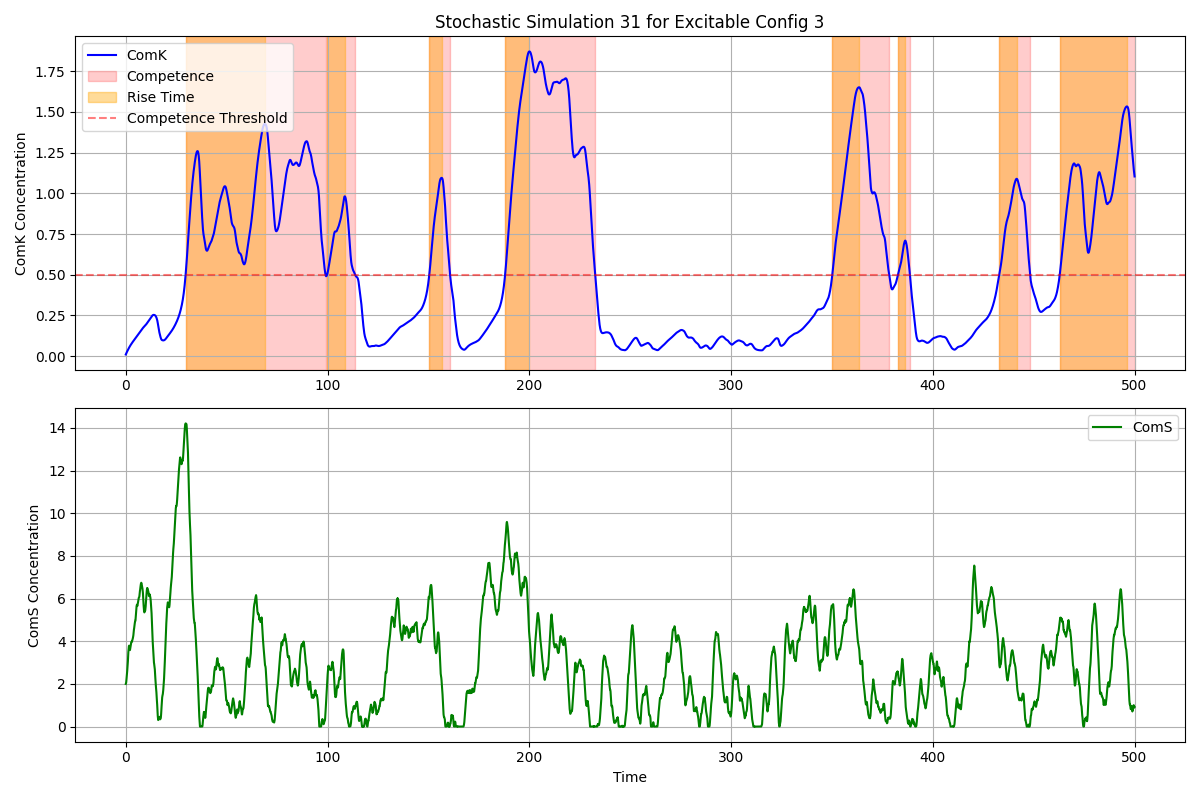 Stochastic Simulation 31 for Excitable Config 3
ComK Concentration
1.75
1.50
1.25
1.00
0.75
0.50
0.25
0.00
ComK
Competence
Rise Time
Competence Threshold
0 100 200 300 400 500
ComS Concentration
14
12
10
8
6
4
2
0
ComS
0 100 200 300 400 500
Time